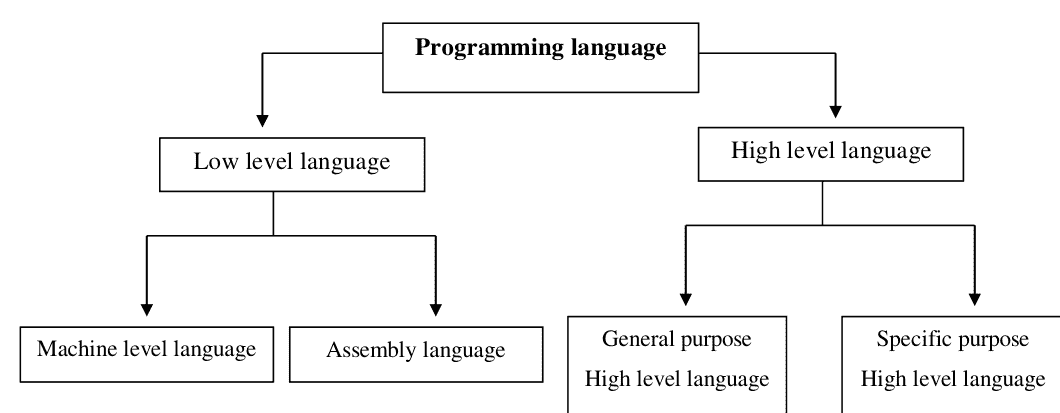 Programming language
Low level language
High level language
Machine level language
Assembly language
General purpose
High level language
Specific purpose
High level language